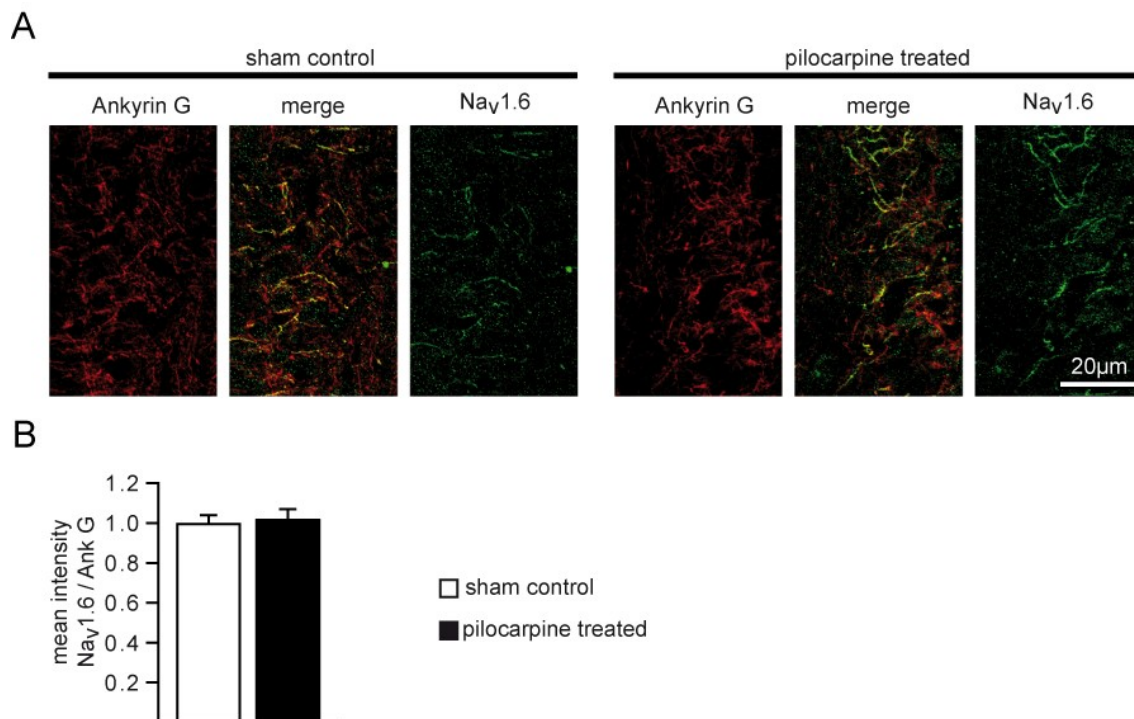 A
sham control
pilocarpine treated
Ankyrin G
merge
Nav1.6
Ankyrin G
merge
Nav1.6
20µm
B
mean intensity
Nav1.6 / Ank G
1.2
1.0
0.8
0.6
0.4
0.2
sham control
pilocarpine treated